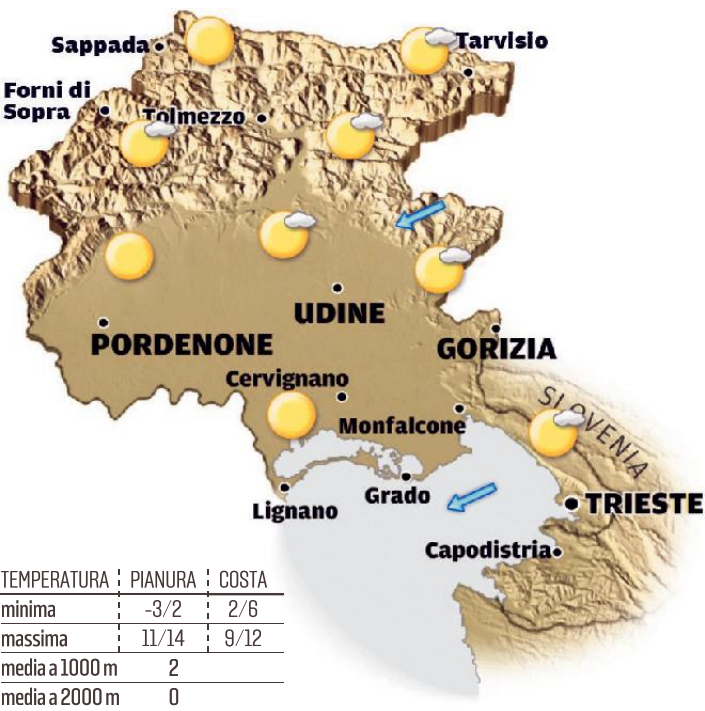 Sappada
Tarvisio
Forni di
Sopra
Tolmezzo
UDINE
PORDENONE
GORIZIA
Cervignano
SLOVENIA
Monfalcone
Grado
Lignano
TRIESTE
Capodistria
TEMPERATURA PIANURA COSTA
minima -3/2 2/6
massima 11/14 9/12
media a 1000 m 2
media a 2000 m 0